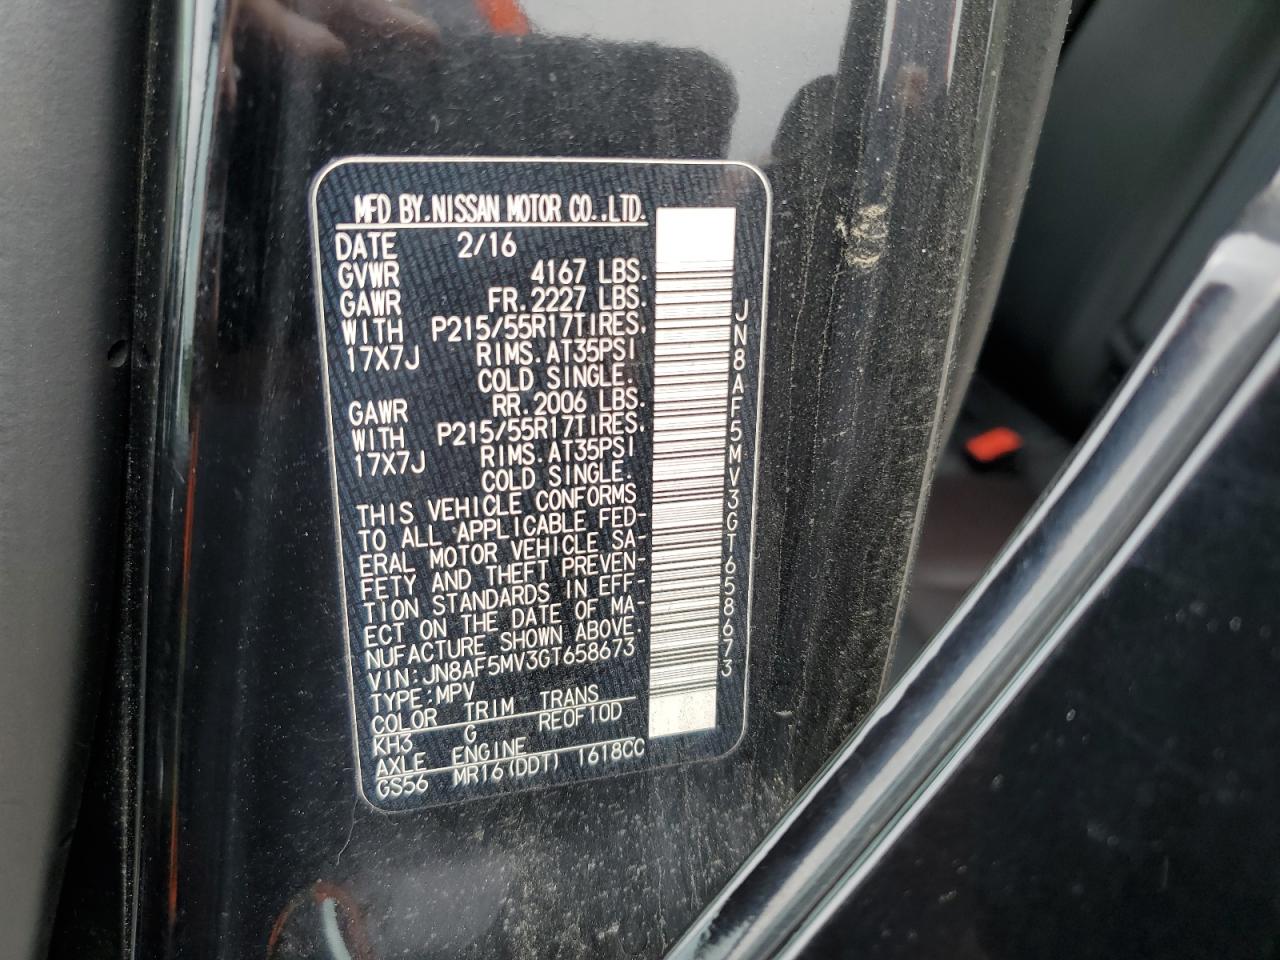 MFD BY.NISSAN MOTOR CO.,LTD.
DATE 2/16
GVWR 4167 LBS.
GAWR FR.2227 LBS.
WITH P215/55R17TIRES.
17X7J RIMS.AT35PSI
COLD SINGLE.
GAWR RR.2006 LBS.
WITH P215/55R17TIRES.
17X7J RIMS.AT35PSI
COLD SINGLE.
THIS VEHICLE CONFORMS
TO ALL APPLICABLE FED-
ERAL MOTOR VEHICLE SA-
FETY AND THEFT PREVEN-
TION STANDARDS IN EFF-
ECT ON THE DATE OF MA-
NUFACTURE SHOWN ABOVE
VIN:JN8AF5MV3GT658673
TYPE:MPV
COLOR TRIM TRANS
KH3 G REOF10D
AXLE ENGINE
GS56 MR16(DDT) 1618CC
JN8AF5MV3GT658673